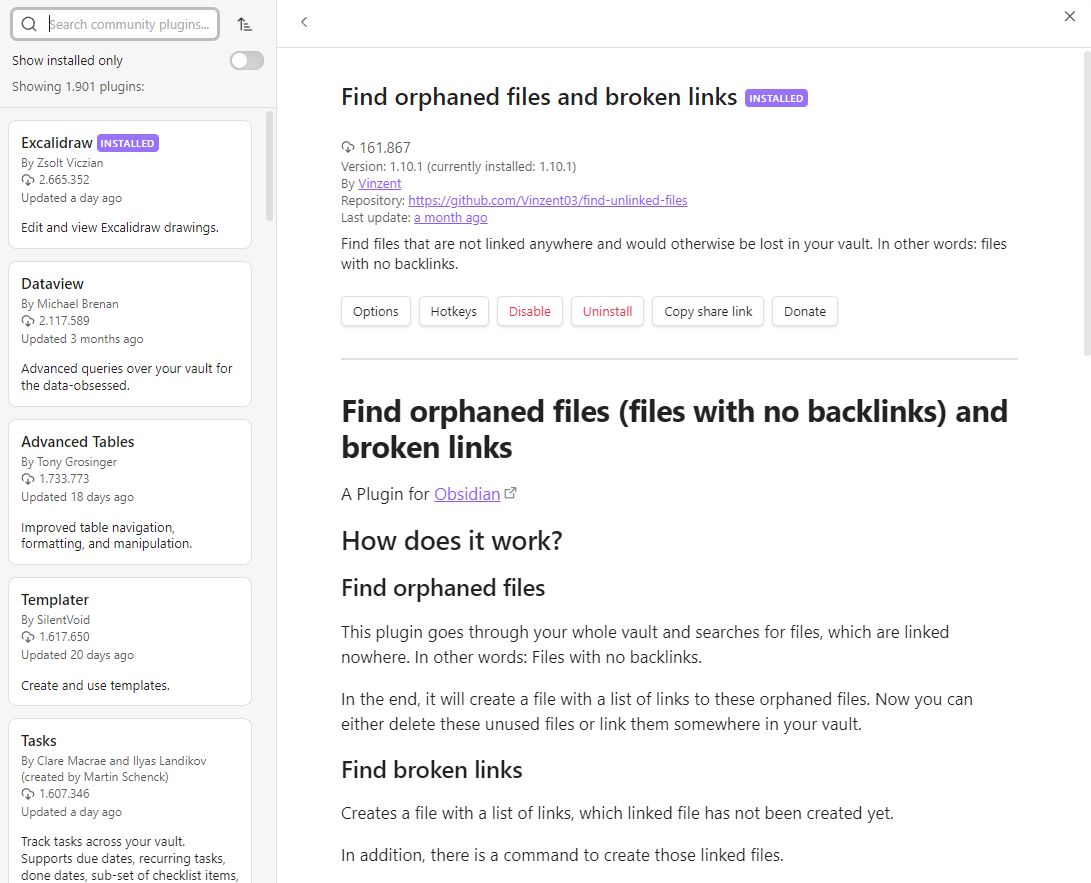 Search community plugins...
Show installed only
Showing 1.901 plugins:
Excalidraw INSTALLED
By Zsolt Viczian
2.665.352
Updated a day ago
Edit and view Excalidraw drawings.
Dataview
By Michael Brenan
2.117.589
Updated 3 months ago
Advanced queries over your vault for
the data-obsessed.
Advanced Tables
By Tony Grosinger
1.733.773
Updated 18 days ago
Improved table navigation,
formatting, and manipulation.
Templater
By SilentVoid
1.617.650
Updated 20 days ago
Create and use templates.
Tasks
By Clare Macrae and Ilyas Landikov
(created by Martin Schenck)
1.607.346
Updated a day ago
Track tasks across your vault.
Supports due dates, recurring tasks,
done dates, sub-set of checklist items,
Find orphaned files and broken links INSTALLED
161.867
Version: 1.10.1 (currently installed: 1.10.1)
By Vinzent
Repository: https://github.com/Vinzent03/find-unlinked-files
Last update: a month ago
Find files that are not linked anywhere and would otherwise be lost in your vault. In other words: files
with no backlinks.
Options Hotkeys Disable Uninstall Copy share link Donate
Find orphaned files (files with no backlinks) and
broken links
A Plugin for Obsidian
How does it work?
Find orphaned files
This plugin goes through your whole vault and searches for files, which are linked
nowhere. In other words: Files with no backlinks.
In the end, it will create a file with a list of links to these orphaned files. Now you can
either delete these unused files or link them somewhere in your vault.
Find broken links
Creates a file with a list of links, which linked file has not been created yet.
In addition, there is a command to create those linked files.